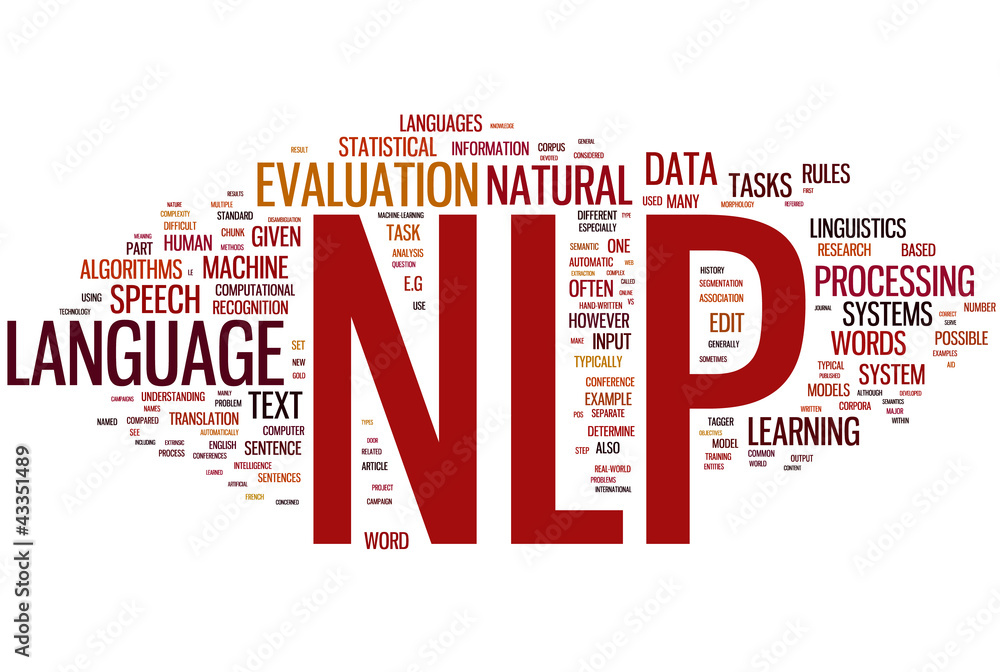 LANGUAGES KNOWLEDGE
RESULT STATISTICAL INFORMATION CORPUS GENERAL
DEVOTED CONSIDERED
EVALUATION NATURAL DATA TASKS RULES
FIRST
RESULTS
NATURE MULTIPLE USED MANY MORPHOLOGY REFERRED
COMPLEXITY STANDARD DISAMBIGUATION MACHINE-LEARNING DIFFERENT TYPE
DIFFICULT CHUNK GIVEN TASK ESPECIALLY LINGUISTICS
MEANING PART HUMAN METHODS ANALYSIS SEMANTIC ONE RESEARCH BASED
ALGORITHMS LE MACHINE QUESTION AUTOMATIC WEB HISTORY
EXTRACTION COMPLEX PROCESSING
USING SPEECH COMPUTATIONAL E.G OFTEN CALLED SEGMENTATION
ONLINE
TECHNOLOGY RECOGNITION USE HAND-WRITTEN VS ASSOCIATION JOURNAL SYSTEMS CORRECT NUMBER
HOWEVER EDIT SERVE
NLP
LANGUAGE SET MAKE INPUT GENERALLY WORDS POSSIBLE
NEW TYPICALLY SOMETIMES EXAMPLES
GOLD TYPICAL SYSTEM AID
PUBLISHED
CAMPAIGNS UNDERSTANDING MAINLY CONFERENCE MODELS ALTHOUGH DEVELOPED
NAMES PROBLEM TEXT EXAMPLE WRITTEN CORPORA SEMANTICS
NAMED COMPARED TRANSLATION TYPES POS SEPARATE TAGGER MAJOR
WITHIN
SEE AUTOMATICALLY COMPUTER DETERMINE OBJECTIVES LEARNING
INCLUDING EXTRINSIC ENGLISH SENTENCE DOOR STEP ALSO MODEL
PROCESS CONFERENCES RELATED TRAINING COMMON OUTPUT
INTELLIGENCE ARTICLE REAL-WORLD ENTITIES WORLD CONTENT
LEARNED SENTENCES PROBLEMS
ARTIFICIAL PROJECT INTERNATIONAL
FRENCH CONCERNED CAMPAIGN
WORD
Adobe Stock | #43351489
Adobe Stock